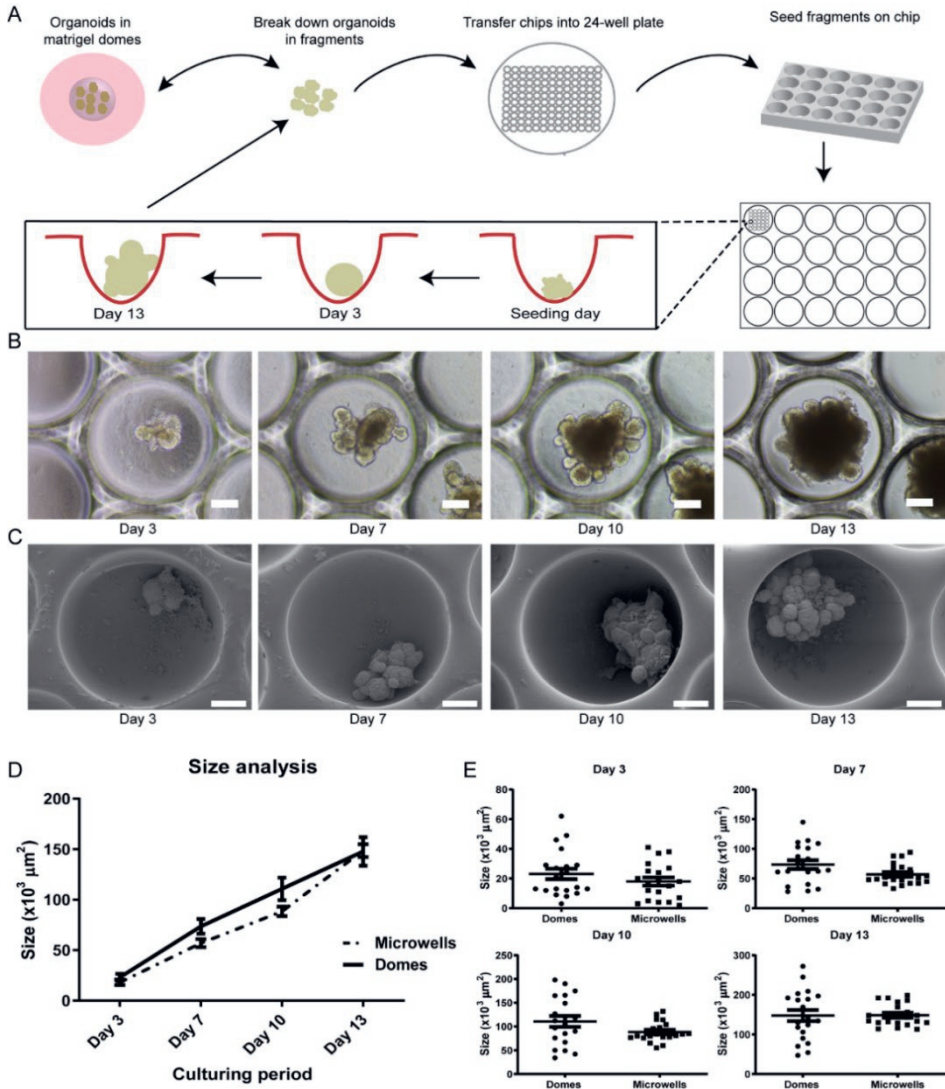 A
Organoids in
matrigel domes
Break down organoids
in fragments
Transfer chips into 24-well plate
Seed fragments on chip
Day 13
Day 3
Seeding day
B
Day 3
Day 7
Day 10
Day 13
C
Day 3
Day 7
Day 10
Day 13
D
Size analysis
Size (x10³ μm²)
200
150
100
50
0
Microwells
Domes
Day 3
Day 7
Day 10
Day 13
Culturing period
E
Day 3
Size (x10³ μm²)
80
60
40
20
0
Domes
Microwells
Day 7
Size (x10³ μm²)
200
150
100
50
0
Domes
Microwells
Day 10
Size (x10³ μm²)
250
200
150
100
50
0
Domes
Microwells
Day 13
Size (x10³ μm²)
300
200
100
0
Domes
Microwells